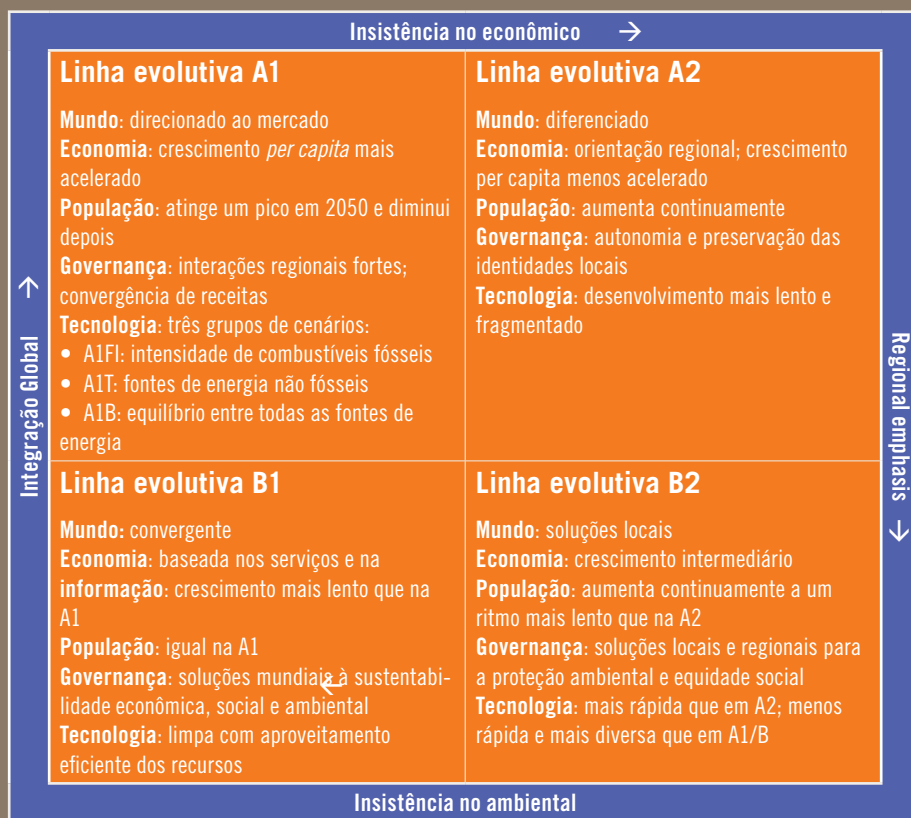 Insistência no econômico →
Integração Global →
Linha evolutiva A1
Mundo: direcionado ao mercado
Economia: crescimento per capita mais
acelerado
População: atinge um pico em 2050 e diminui
depois
Governança: interações regionais fortes;
convergência de receitas
Tecnologia: três grupos de cenários:
• A1FI: intensidade de combustíveis fósseis
• A1T: fontes de energia não fósseis
• A1B: equilíbrio entre todas as fontes de
energia
Linha evolutiva A2
Mundo: diferenciado
Economia: orientação regional; crescimento
per capita menos acelerado
População: aumenta continuamente
Governança: autonomia e preservação das
identidades locais
Tecnologia: desenvolvimento mais lento e
fragmentado
Linha evolutiva B1
Mundo: convergente
Economia: baseada nos serviços e na
informação: crescimento mais lento que na
A1
População: igual na A1
Governança: soluções mundiais à sustentabi-
lidade econômica, social e ambiental
Tecnologia: limpa com aproveitamento
eficiente dos recursos
Linha evolutiva B2
Mundo: soluções locais
Economia: crescimento intermediário
População: aumenta continuamente a um
ritmo mais lento que na A2
Governança: soluções locais e regionais para
a proteção ambiental e equidade social
Tecnologia: mais rápida que em A2; menos
rápida e mais diversa que em A1/B
Regional emphasis →
Insistência no ambiental